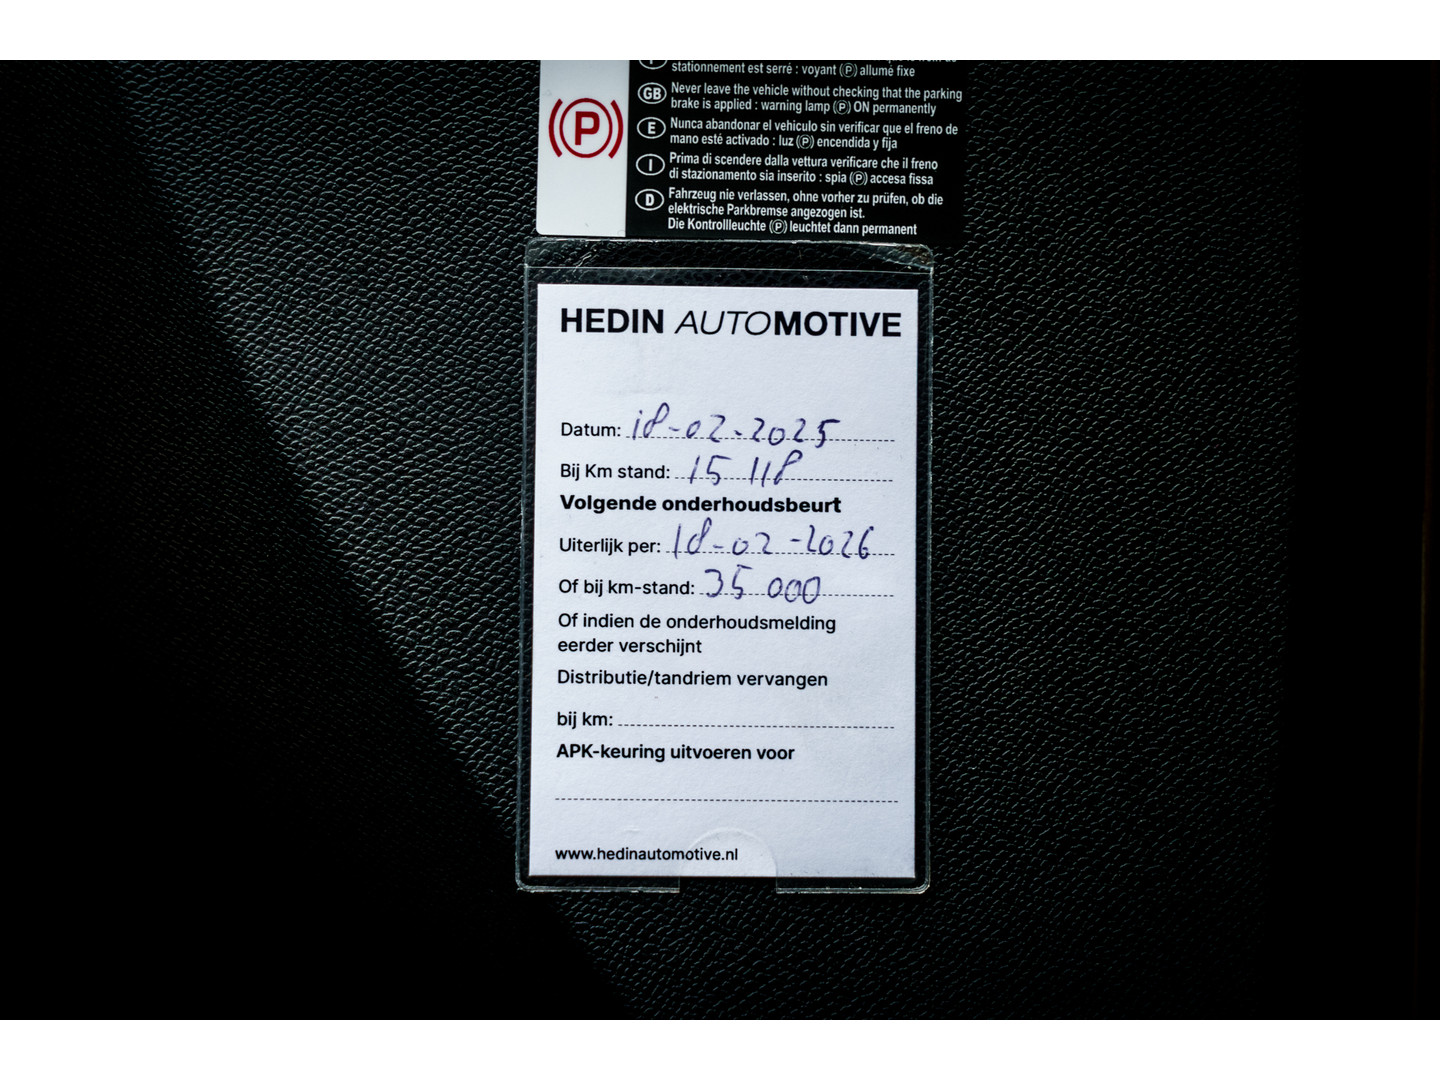 stationnement est serré : voyant (P) allumé fixe
P
GB Never leave the vehicle without checking that the parking
brake is applied : warning lamp (P) ON permanently
E Nunca abandonar el vehiculo sin verificar que el freno de
mano esté activado : luz (P) encendida y fija
I Prima di scendere dalla vettura verificare che il freno
di stazionamento sia inserito : spia (P) accesa fissa
D Fahrzeug nie verlassen, ohne vorher zu prüfen, ob die
elektrische Parkbremse angezogen ist.
Die Kontrollleuchte (P) leuchtet dann permanent
HEDIN AUTOMOTIVE
Datum: 18-02-2025
Bij Km stand: 15 118
Volgende onderhoudsbeurt
Uiterlijk per: 18-02-2026
Of bij km-stand: 35 000
Of indien de onderhoudsmelding
eerder verschijnt
Distributie/tandriem vervangen
bij km:
APK-keuring uitvoeren voor
www.hedinautomotive.nl